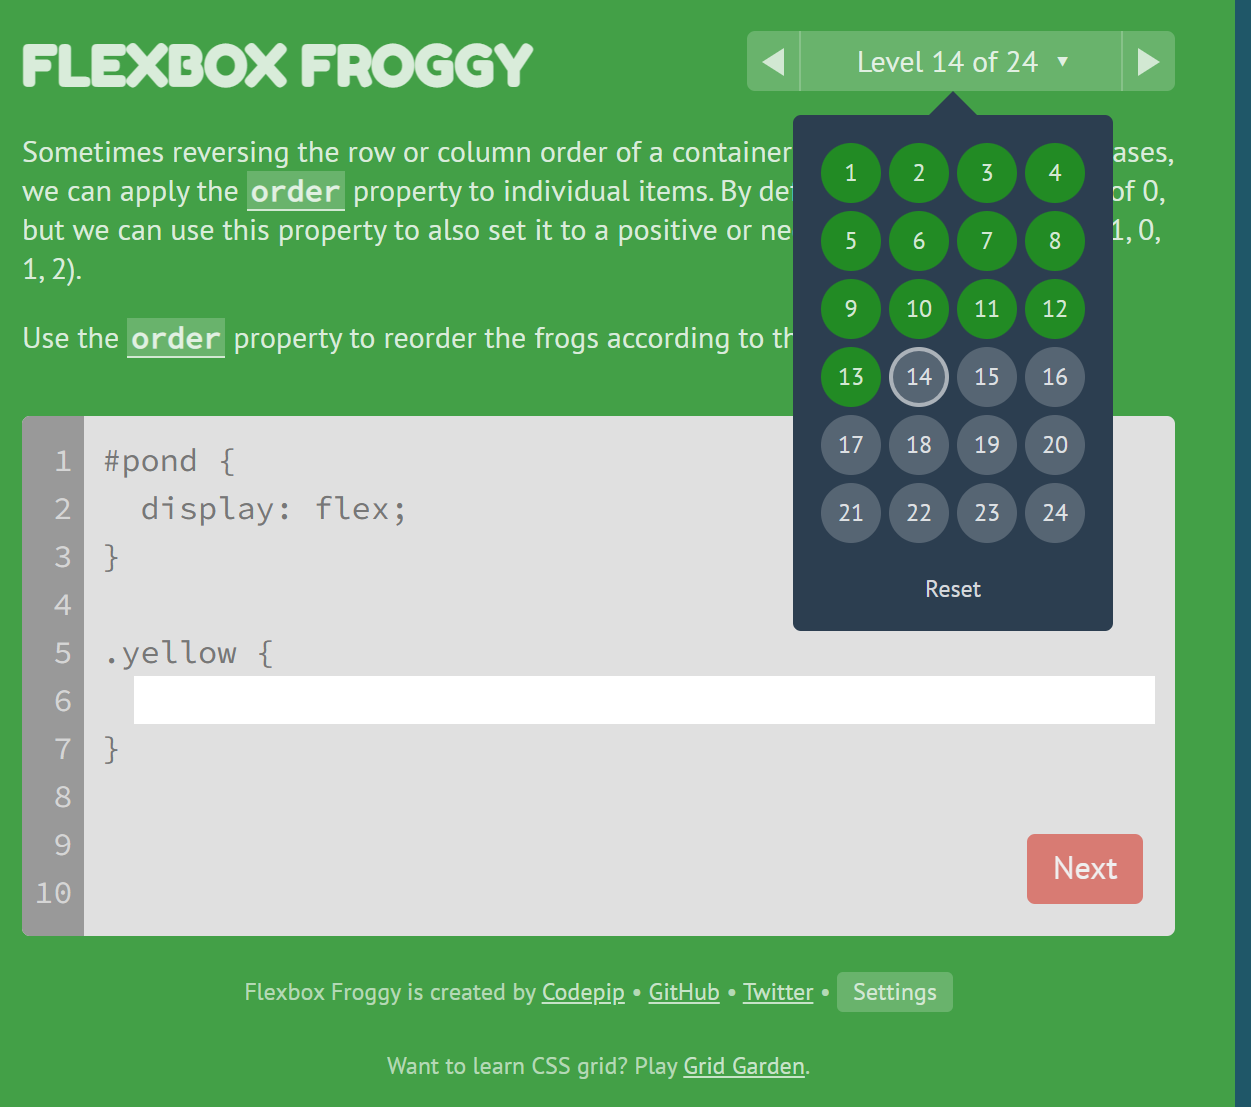 FLEXBOX FROGGY
Level 14 of 24 ▼
Sometimes reversing the row or column order of a container ases,
we can apply the order property to individual items. By def of 0,
but we can use this property to also set it to a positive or ne 1, 0,
1, 2).
Use the order property to reorder the frogs according to th
1 2 3 4
5 6 7 8
9 10 11 12
13 14 15 16
17 18 19 20
21 22 23 24
Reset
1 #pond {
2   display: flex;
3 }
4
5 .yellow {
6
7 }
8
9
10
Next
Flexbox Froggy is created by Codepip • GitHub • Twitter • Settings
Want to learn CSS grid? Play Grid Garden.